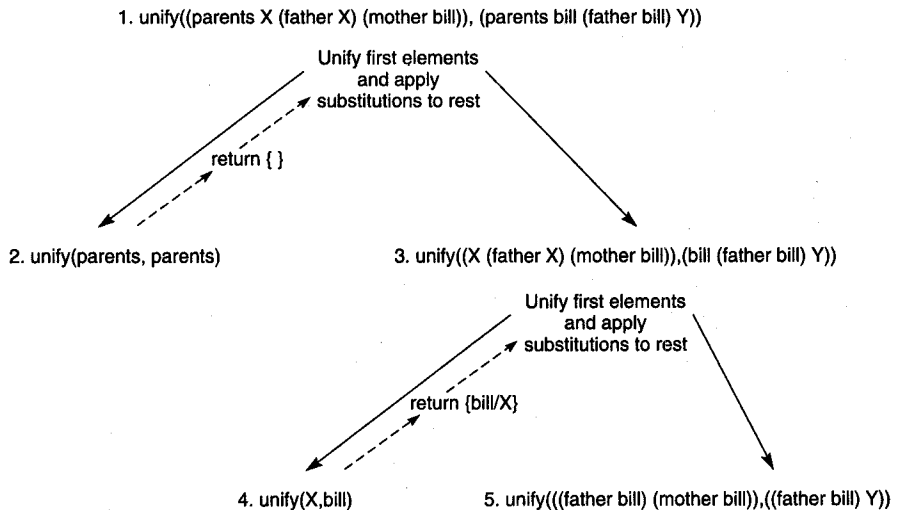 1. unify((parents X (father X) (mother bill)), (parents bill (father bill) Y))
Unify first elements
and apply
substitutions to rest
return { }
2. unify(parents, parents)
3. unify((X (father X) (mother bill)),(bill (father bill) Y))
Unify first elements
and apply
substitutions to rest
return {bill/X}
4. unify(X,bill)
5. unify(((father bill) (mother bill)),((father bill) Y))